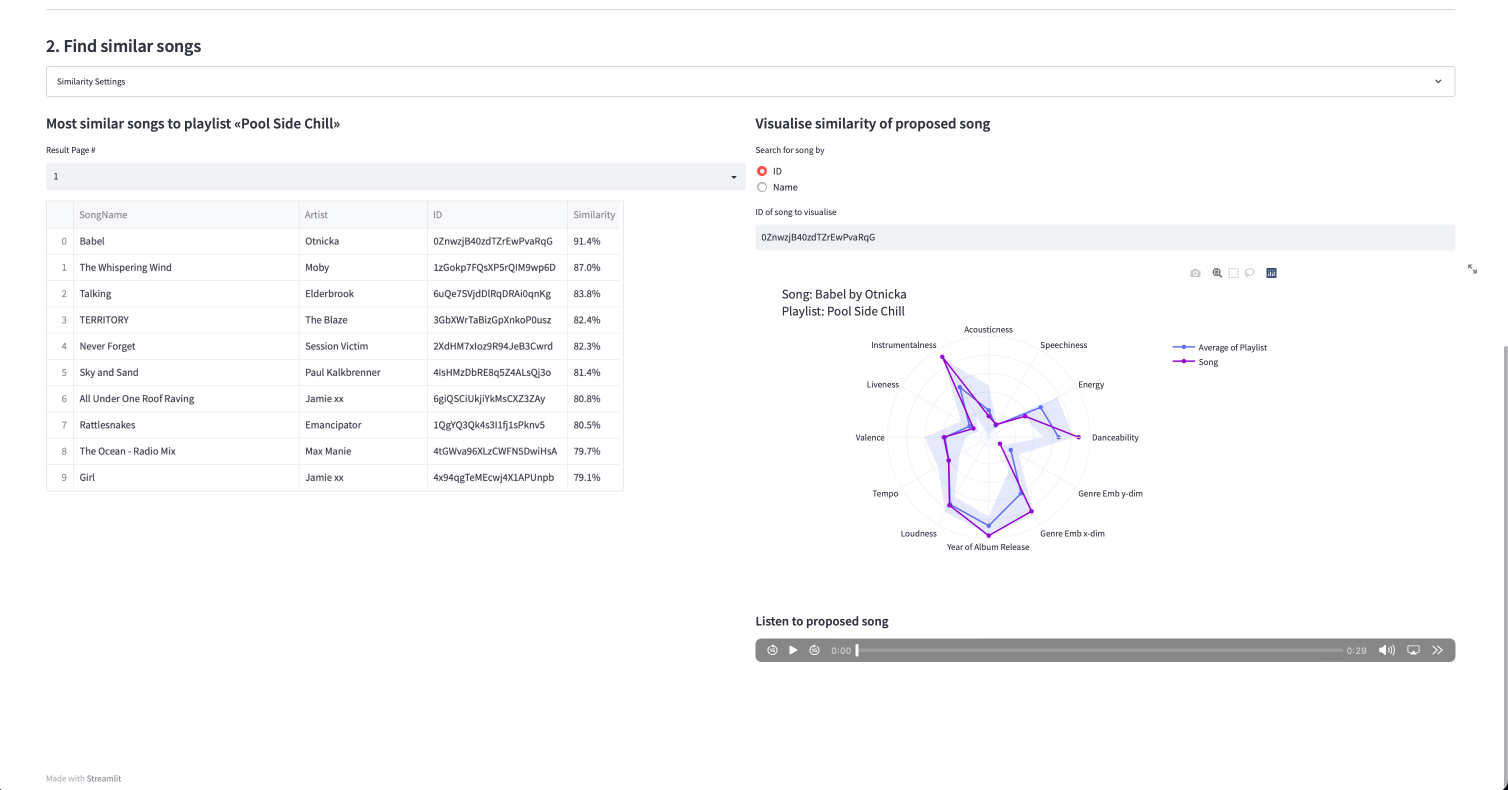 2. Find similar songs
Similarity Settings
Most similar songs to playlist «Pool Side Chill»
Result Page #
1
SongName Artist ID Similarity
0 Babel Otnicka 0ZnwzjB40zdTZrEwPvaRqG 91.4%
1 The Whispering Wind Moby 1zGokp7FQsXP5rQIM9wp6D 87.0%
2 Talking Elderbrook 6uQe7SVjdDlRqDRAi0qnKg 83.8%
3 TERRITORY The Blaze 3GbXWrTaBizGpXnkoP0usz 82.4%
4 Never Forget Session Victim 2XdHM7xIoz9R94JeB3Cwrd 82.3%
5 Sky and Sand Paul Kalkbrenner 4IsHMzDbRE8q5Z4ALsQj3o 81.4%
6 All Under One Roof Raving Jamie xx 6giQSCiUkjiYkMsCXZ3ZAy 80.8%
7 Rattlesnakes Emancipator 1QgYQ3Qk4s3I1fj1sPknv5 80.5%
8 The Ocean - Radio Mix Max Manie 4tGWva96XLzCWFN5DwiHsA 79.7%
9 Girl Jamie xx 4x94qgTeMEcwj4X1APUnpb 79.1%
Visualise similarity of proposed song
Search for song by
ID
Name
ID of song to visualise
0ZnwzjB40zdTZrEwPvaRqG
Song: Babel by Otnicka
Playlist: Pool Side Chill
Acousticness
Instrumentalness
Speechiness
Liveness
Energy
Valence
Danceability
Tempo
Genre Emb y-dim
Loudness
Genre Emb x-dim
Year of Album Release
Average of Playlist
Song
Listen to proposed song
0:00
0:29
Made with Streamlit